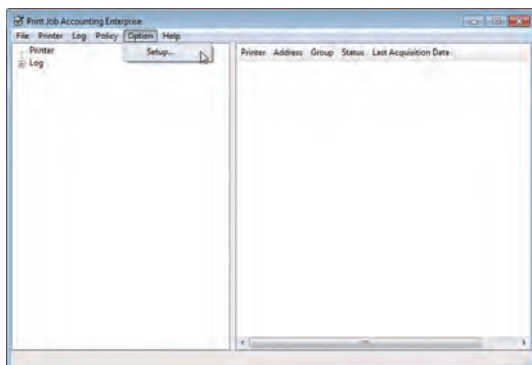 Print Job Accounting Enterprise
File Printer Log Policy Option Help
Setup...
Printer
Log
Printer Address Group Status Last Acquisition Date